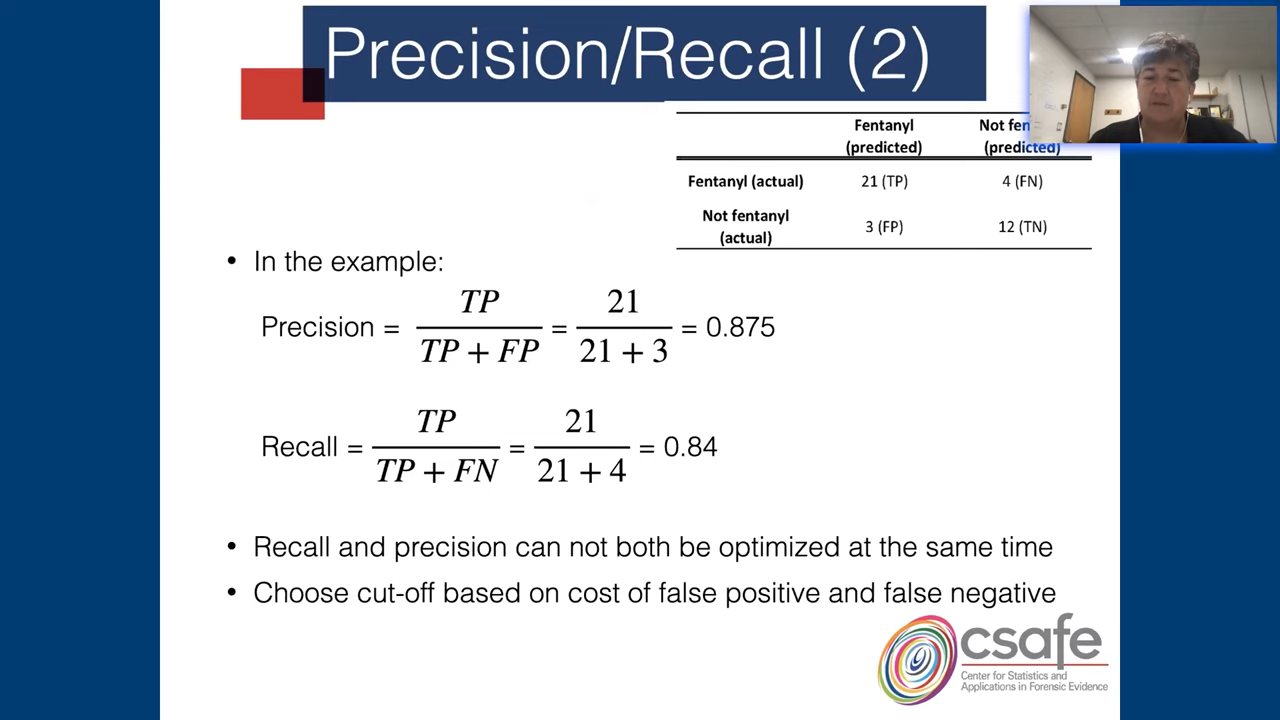 Precision/Recall (2)
Fentanyl Not fen
(predicted) (predicted)
Fentanyl (actual) 21 (TP) 4 (FN)
Not fentanyl
(actual) 3 (FP) 12 (TN)
• In the example:
Precision = TP / TP + FP = 21 / 21 + 3 = 0.875
Recall = TP / TP + FN = 21 / 21 + 4 = 0.84
• Recall and precision can not both be optimized at the same time
• Choose cut-off based on cost of false positive and false negative
csafe
Center for Statistics and
Applications in Forensic Evidence